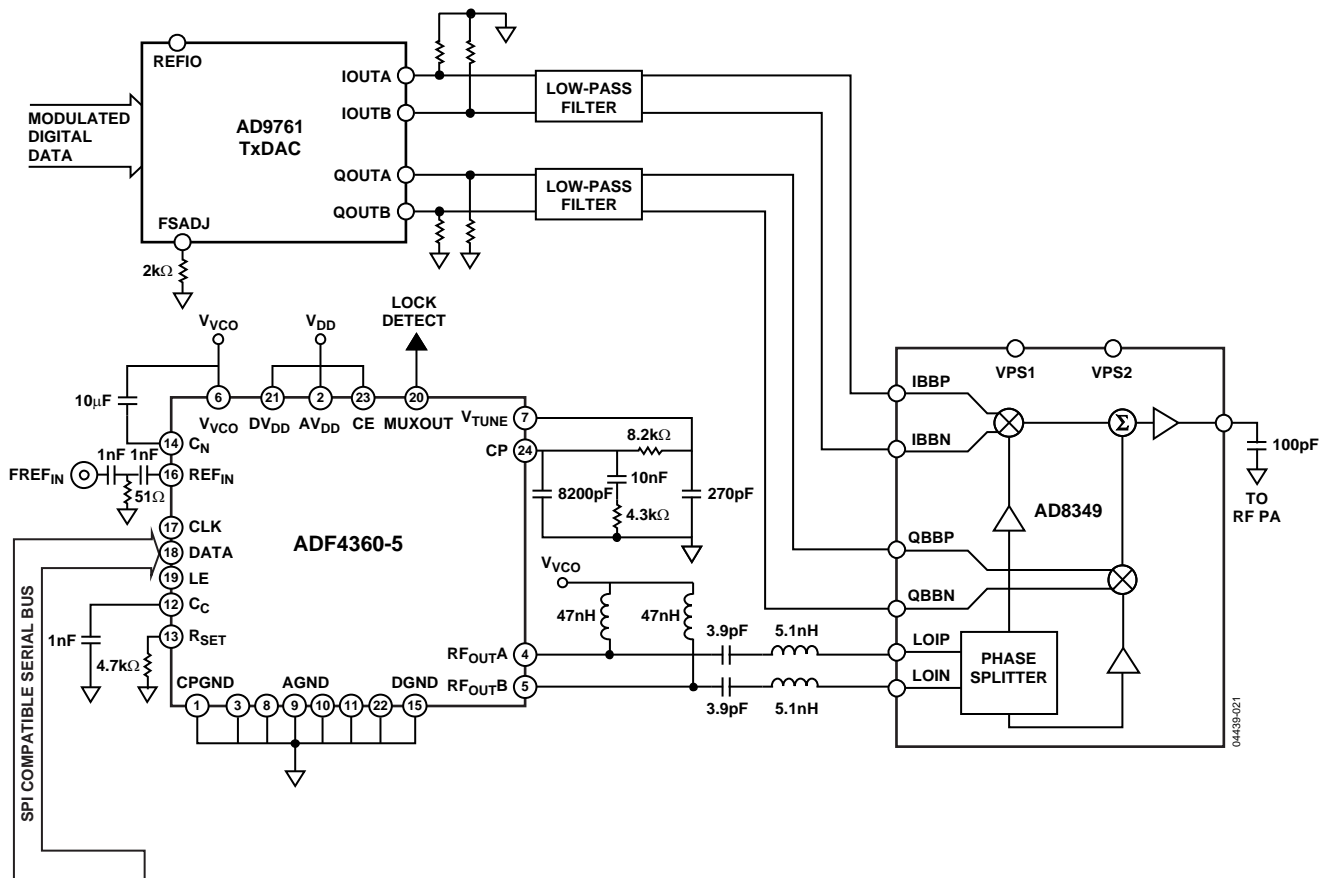 REFIO
IOUTA
IOUTB
QOUTA
QOUTB
AD9761
TxDAC
MODULATED
DIGITAL
DATA
FSADJ
2kΩ
LOW-PASS
FILTER
LOW-PASS
FILTER
VVCO
VDD
LOCK
DETECT
10µF
6
21
2
23
20
VVCO
DVDD
AVDD
CE
MUXOUT
14
CN
1nF
1nF
FREFIN
16
REFIN
51Ω
17
CLK
18
DATA
19
LE
12
CC
1nF
13
RSET
4.7kΩ
ADF4360-5
VTUNE
7
CP
24
8.2kΩ
8200pF
10nF
4.3kΩ
270pF
VVCO
47nH
47nH
3.9pF
5.1nH
RFOUTA
4
RFOUTB
5
3.9pF
5.1nH
CPGND
AGND
DGND
1
3
8
9
10
11
22
15
SPI COMPATIBLE SERIAL BUS
VPS1
VPS2
IBBP
IBBN
QBBP
QBBN
LOIP
LOIN
Σ
AD8349
PHASE
SPLITTER
100pF
TO
RF PA
04439-021